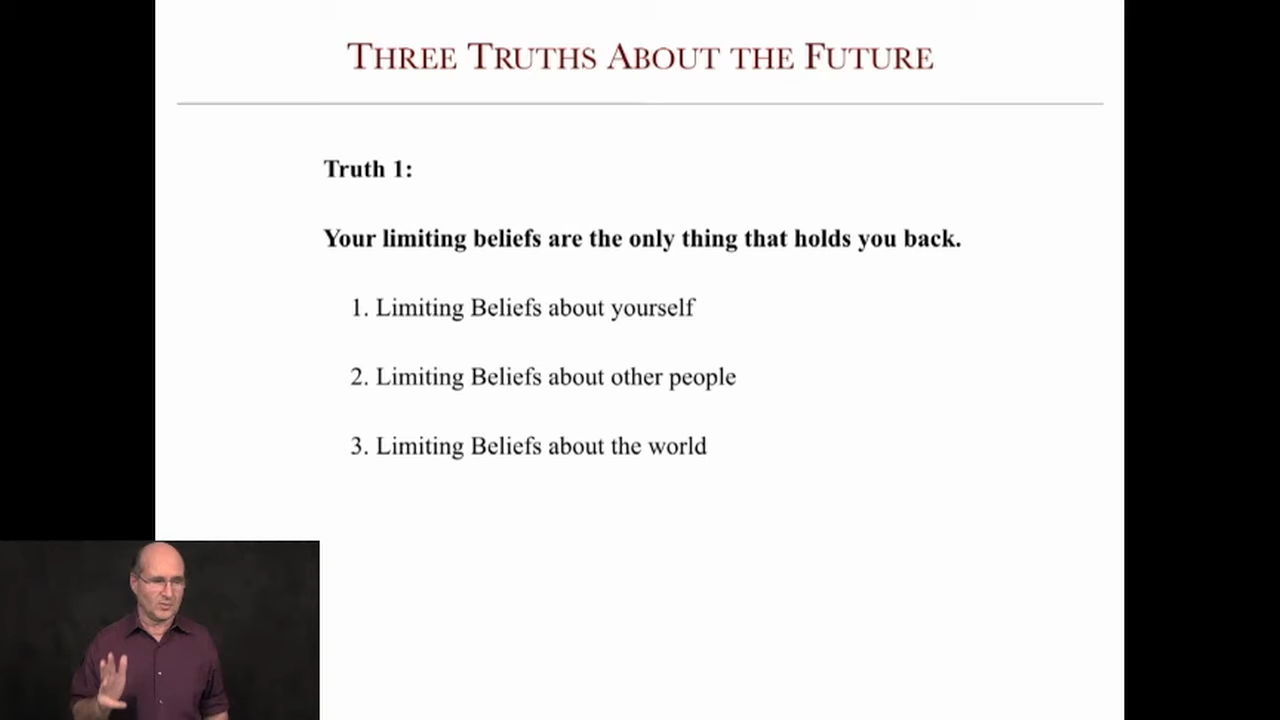 THREE TRUTHS ABOUT THE FUTURE
Truth 1:
Your limiting beliefs are the only thing that holds you back.
1. Limiting Beliefs about yourself
2. Limiting Beliefs about other people
3. Limiting Beliefs about the world